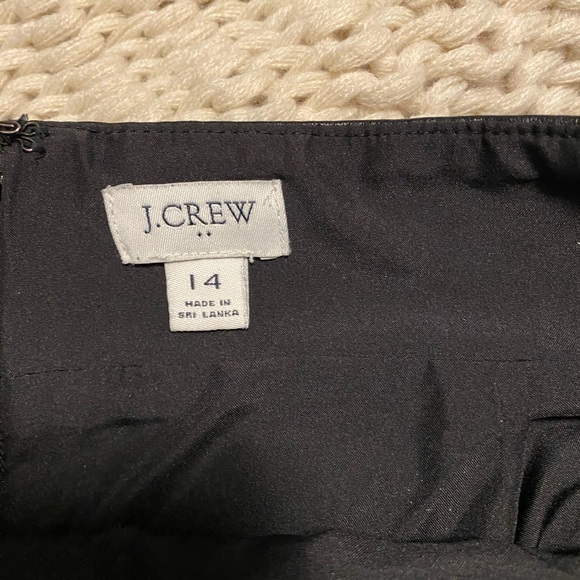 J.CREW
14
MADE IN
SRI LANKA